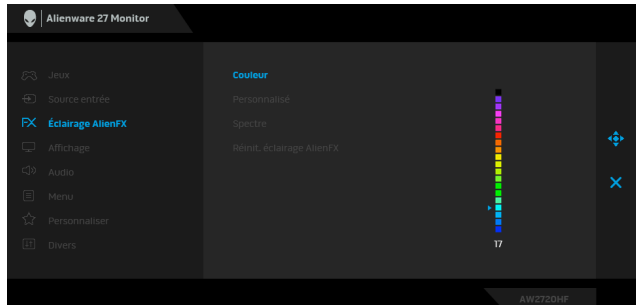 Alienware 27 Monitor
Jeux
Couleur
Source entrée
Personnalisé
FX Éclairage AlienFX
Spectre
Affichage
Réinit. éclairage AlienFX
Audio
Menu
Personnaliser
Divers
17
AW2720HF